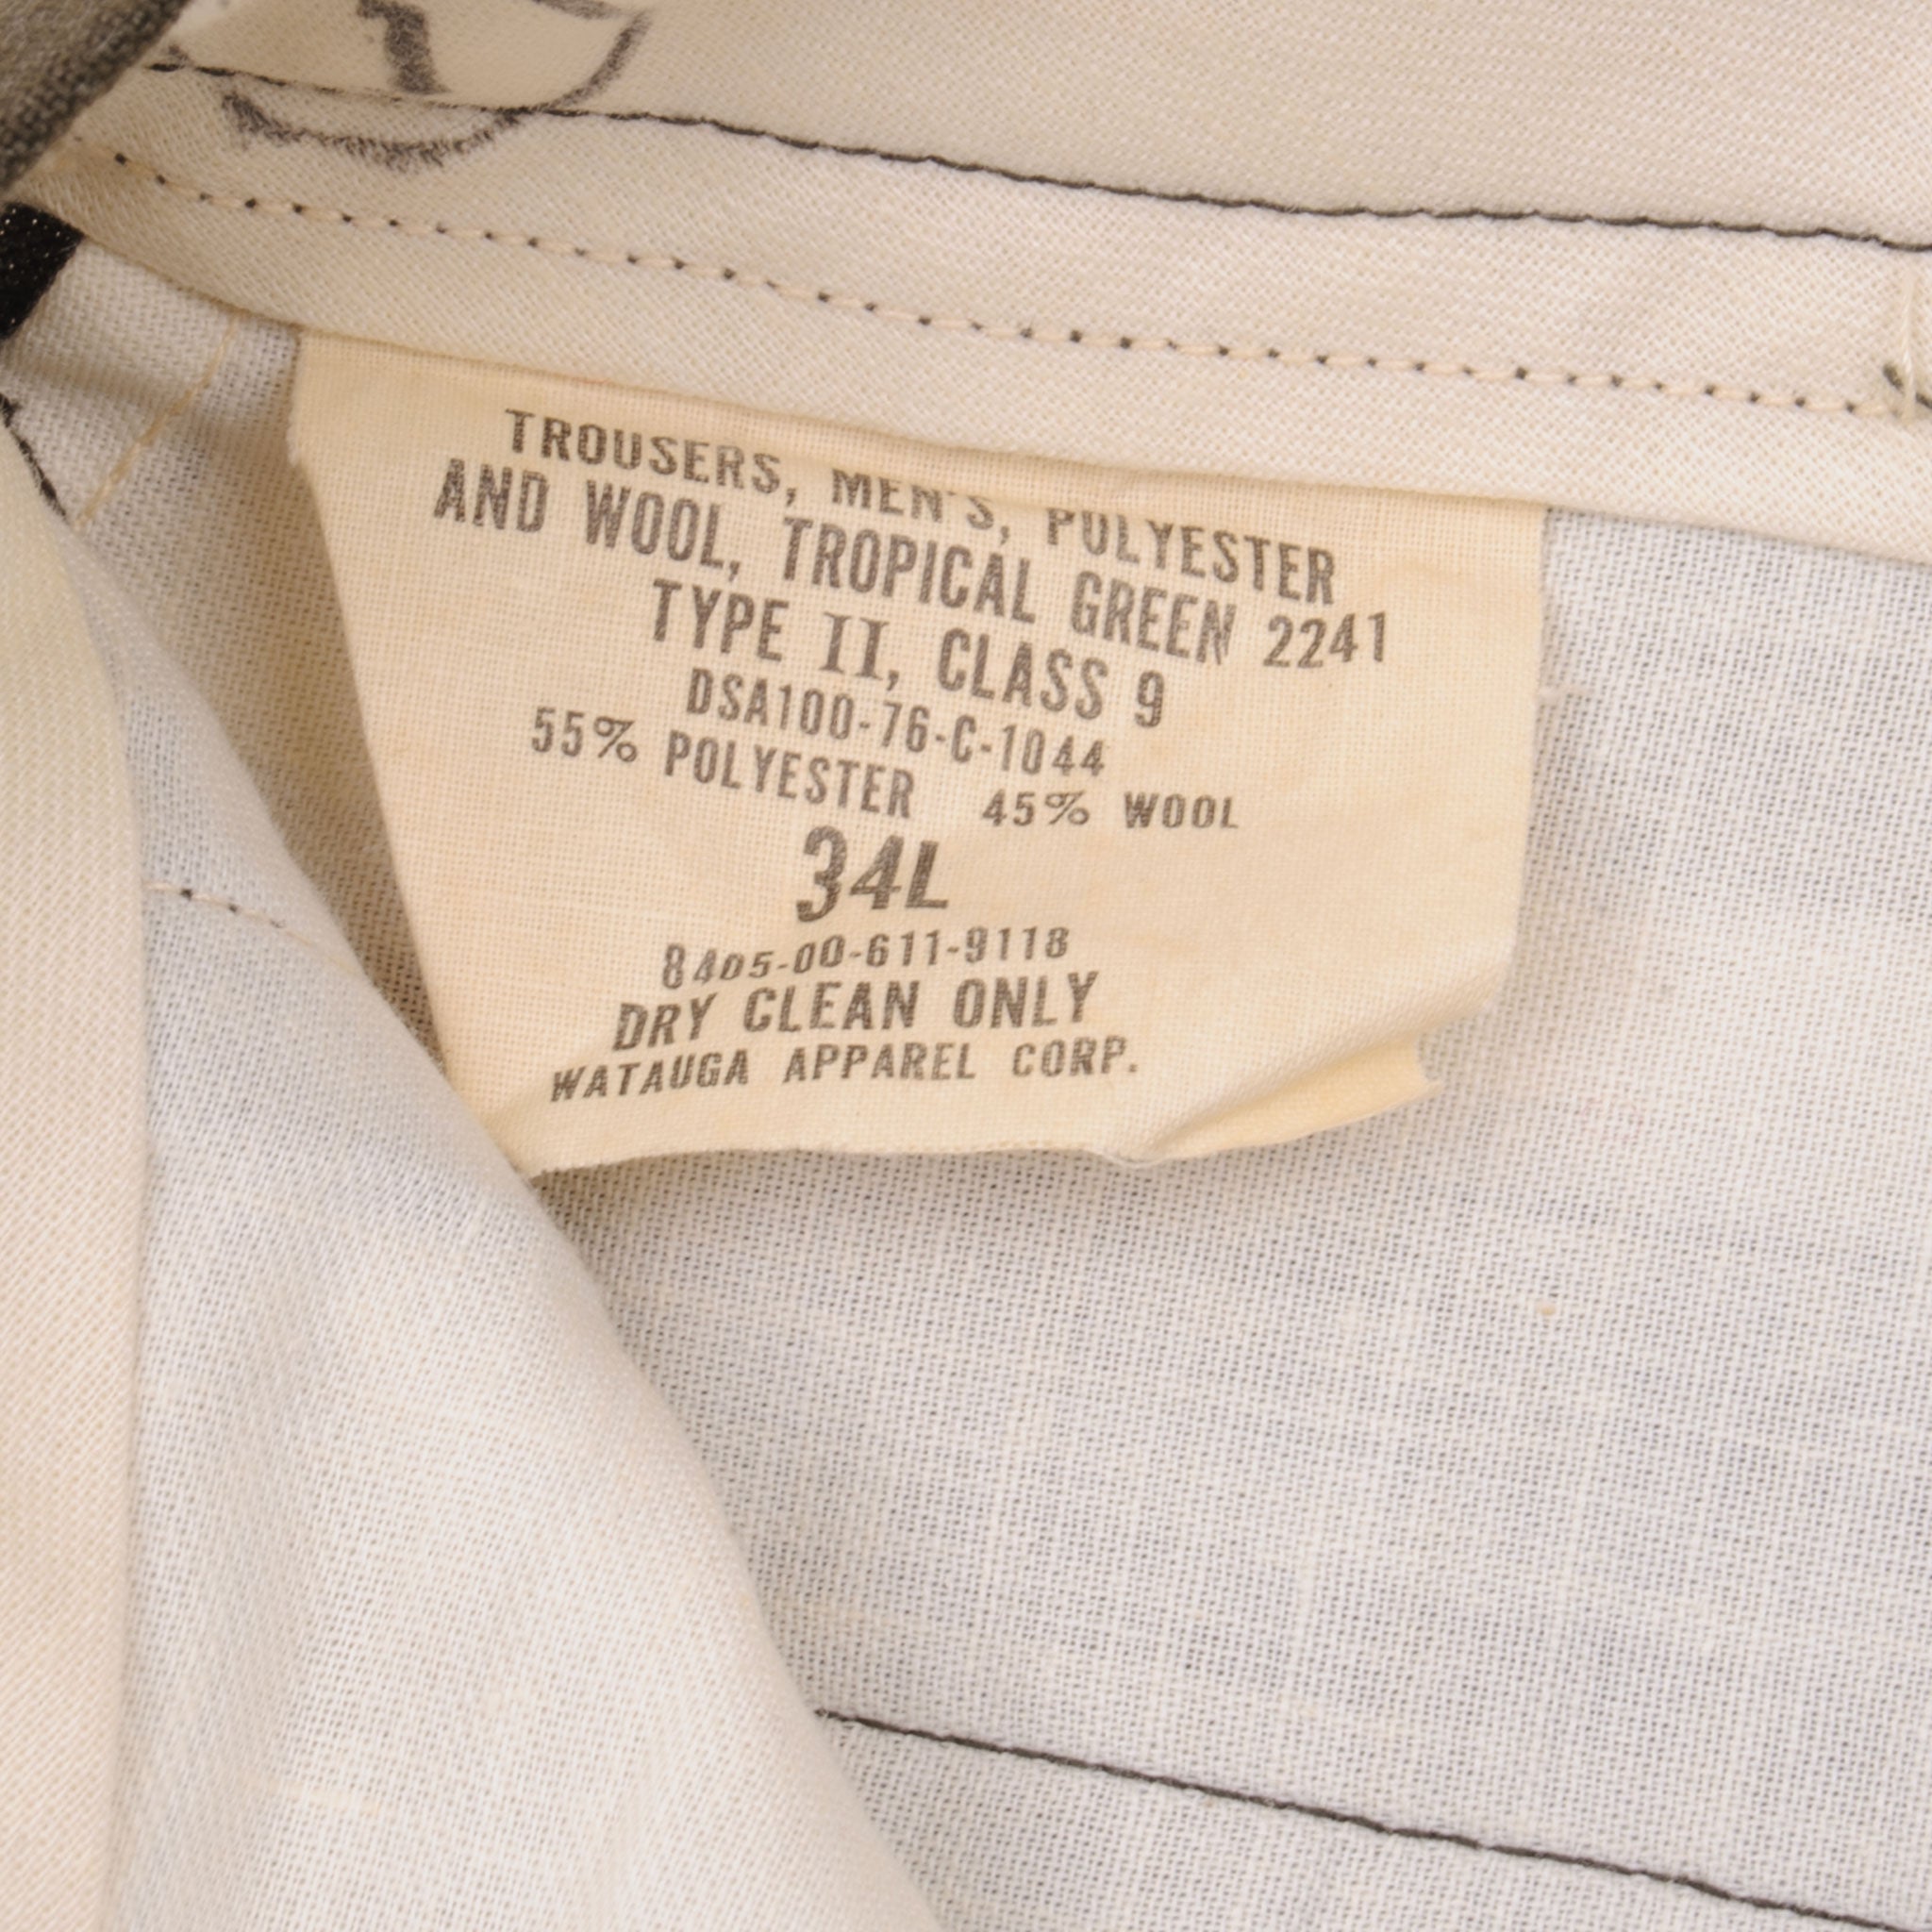 TROUSERS, MEN'S, POLYESTER
AND WOOL, TROPICAL GREEN 2241
TYPE II, CLASS 9
DSA100-76-C-1044
55% POLYESTER 45% WOOL
34L
8405-00-611-9118
DRY CLEAN ONLY
WATAUGA APPAREL CORP.